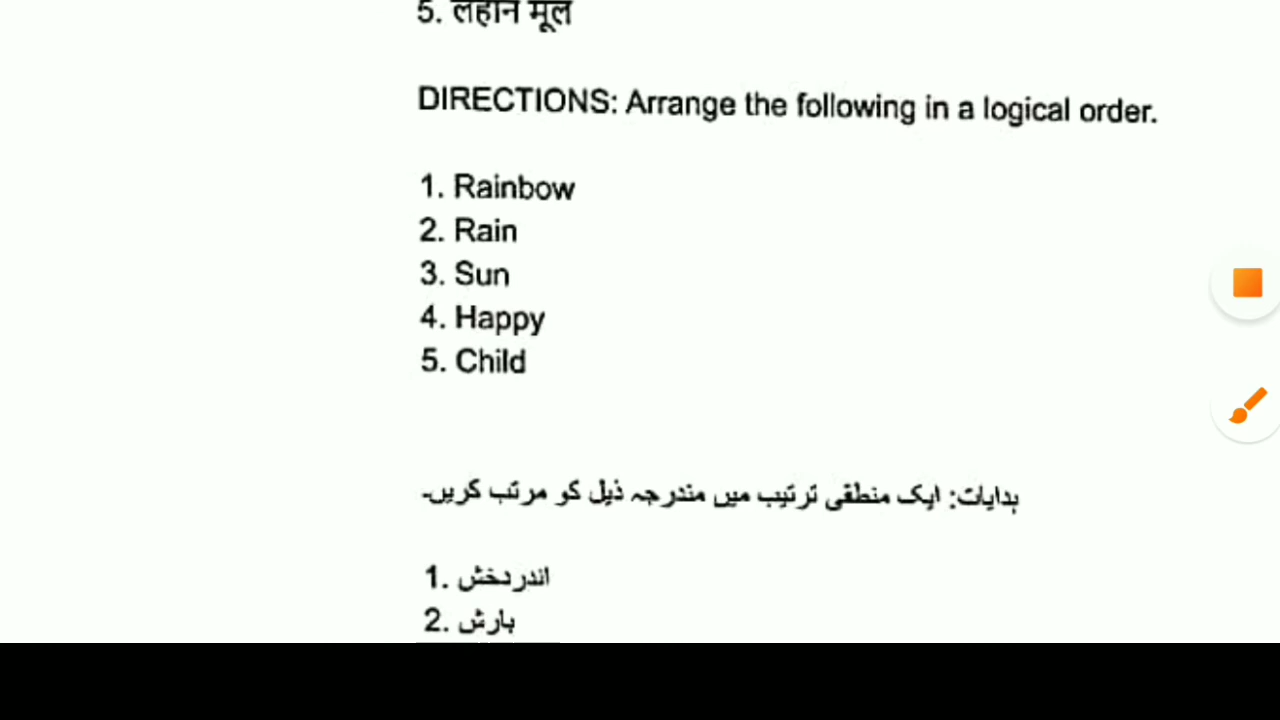 5. लहान मूल
DIRECTIONS: Arrange the following in a logical order.
1. Rainbow
2. Rain
3. Sun
4. Happy
5. Child
ہدایات: ایک منطقی ترتیب میں مندرجہ ذیل کو مرتب کریں۔
1. اندردخش
2. بارش